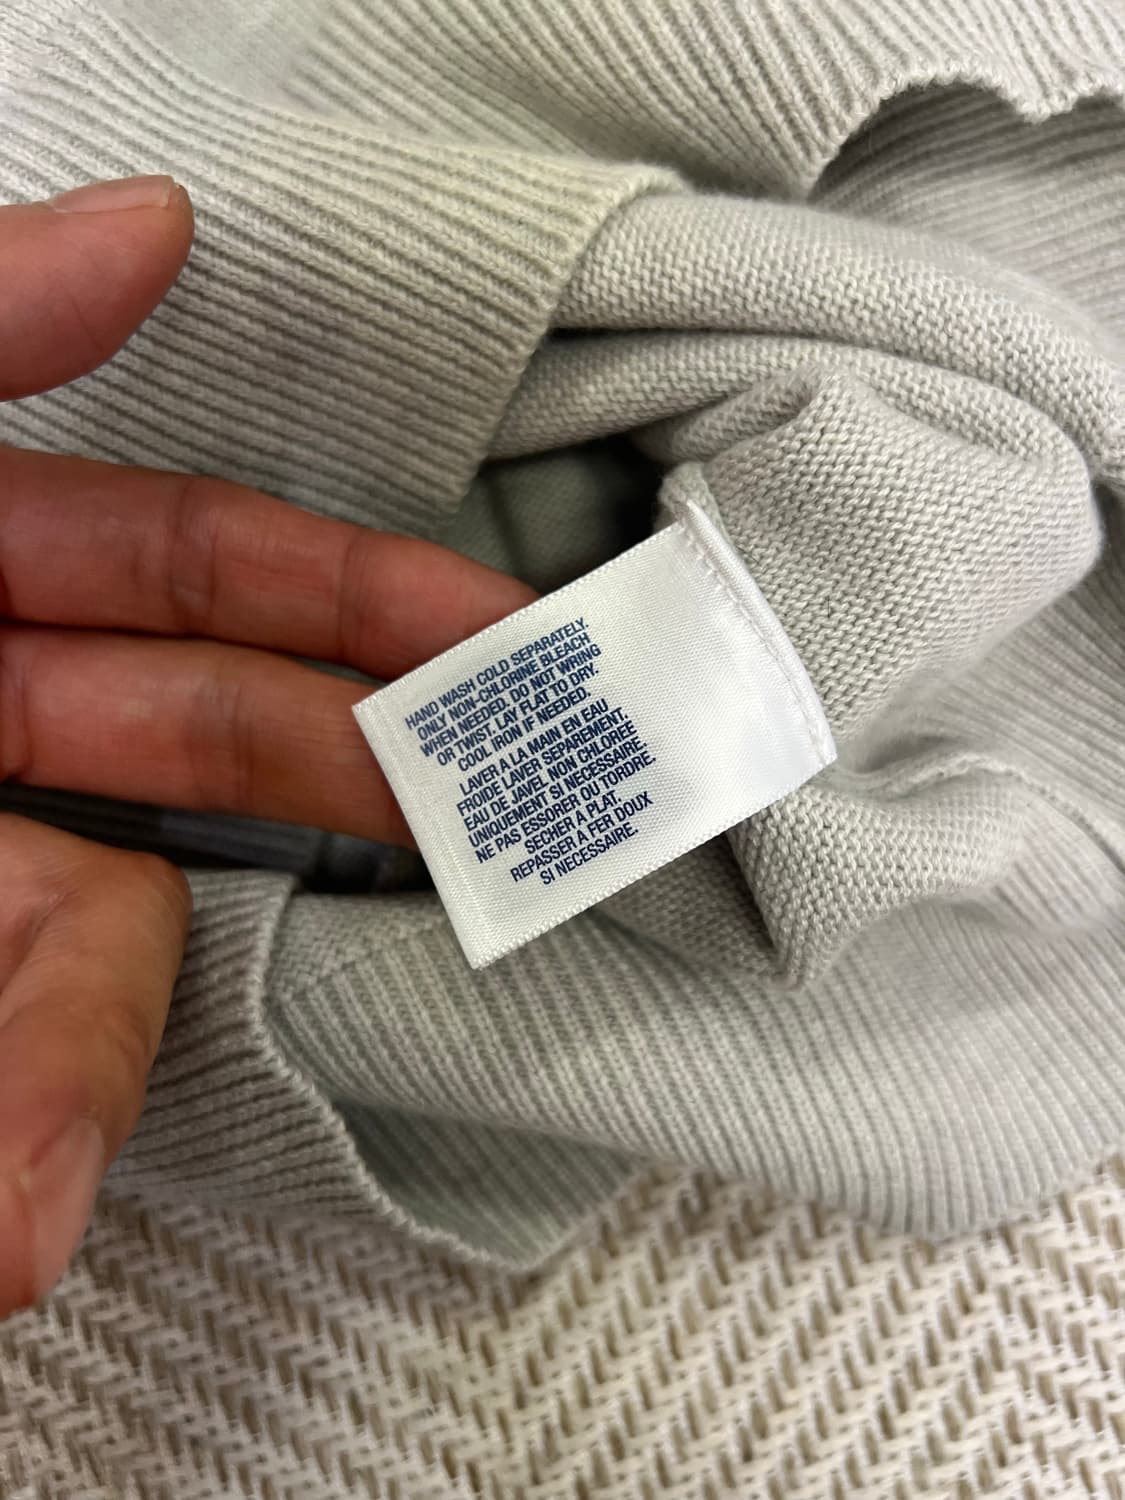 HAND WASH COLD SEPARATELY.
ONLY NON-CHLORINE BLEACH
WHEN NEEDED. DO NOT WRING
OR TWIST. LAY FLAT TO DRY.
COOL IRON IF NEEDED.
LAVER A LA MAIN EN EAU
FROIDE LAVER SEPAREMENT.
EAU DE JAVEL NON CHLOREE
UNIQUEMENT SI NECESSAIRE.
NE PAS ESSORER OU TORDRE.
SECHER A PLAT.
REPASSER A FER DOUX
SI NECESSAIRE.